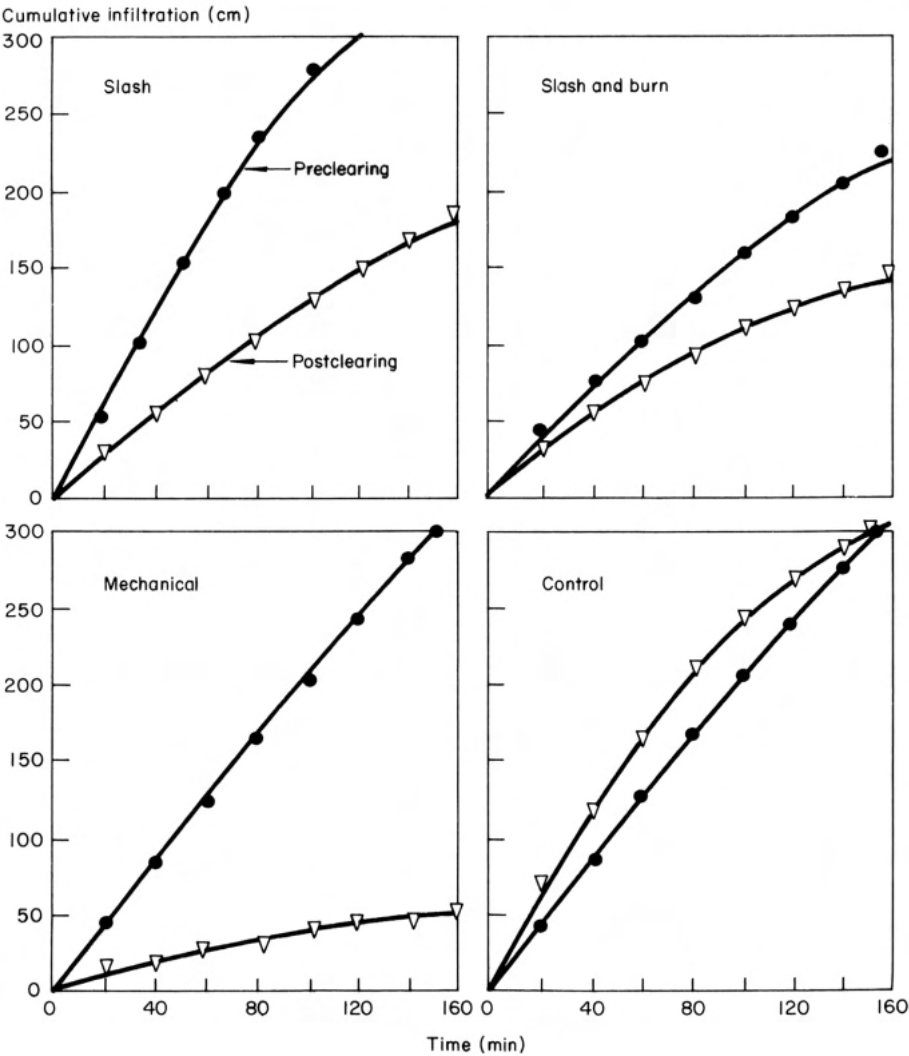 Cumulative infiltration (cm)
300
250
200
150
100
50
0
Slash
Preclearing
Postclearing
Slash and burn
300
250
200
150
100
50
0
Mechanical
Control
0 40 80 120 160
0 40 80 120 160
Time (min)